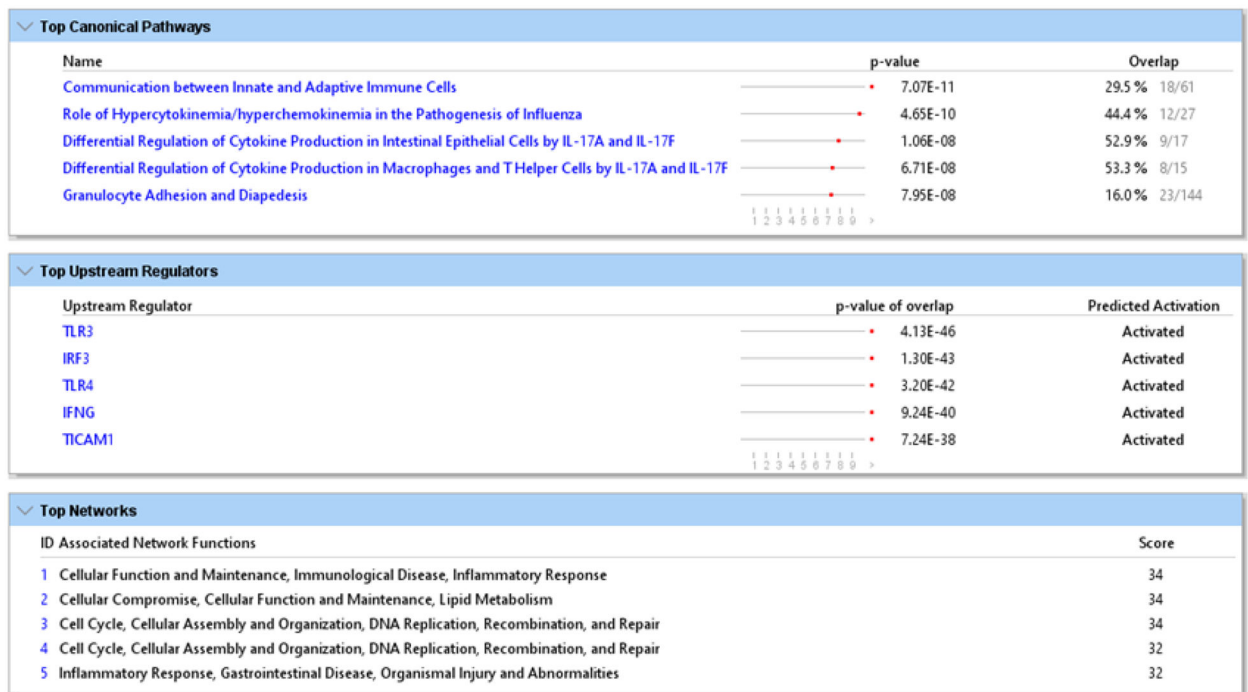 Top Canonical Pathways
Name p-value Overlap
Communication between Innate and Adaptive Immune Cells 7.07E-11 29.5 % 18/61
Role of Hypercytokinemia/hyperchemokinemia in the Pathogenesis of Influenza 4.65E-10 44.4 % 12/27
Differential Regulation of Cytokine Production in Intestinal Epithelial Cells by IL-17A and IL-17F 1.06E-08 52.9 % 9/17
Differential Regulation of Cytokine Production in Macrophages and T Helper Cells by IL-17A and IL-17F 6.71E-08 53.3 % 8/15
Granulocyte Adhesion and Diapedesis 7.95E-08 16.0 % 23/144
1 2 3 4 5 6 7 8 9 >
Top Upstream Regulators
Upstream Regulator p-value of overlap Predicted Activation
TLR3 4.13E-46 Activated
IRF3 1.30E-43 Activated
TLR4 3.20E-42 Activated
IFNG 9.24E-40 Activated
TICAM1 7.24E-38 Activated
1 2 3 4 5 6 7 8 9 >
Top Networks
ID Associated Network Functions Score
1 Cellular Function and Maintenance, Immunological Disease, Inflammatory Response 34
2 Cellular Compromise, Cellular Function and Maintenance, Lipid Metabolism 34
3 Cell Cycle, Cellular Assembly and Organization, DNA Replication, Recombination, and Repair 34
4 Cell Cycle, Cellular Assembly and Organization, DNA Replication, Recombination, and Repair 32
5 Inflammatory Response, Gastrointestinal Disease, Organismal Injury and Abnormalities 32